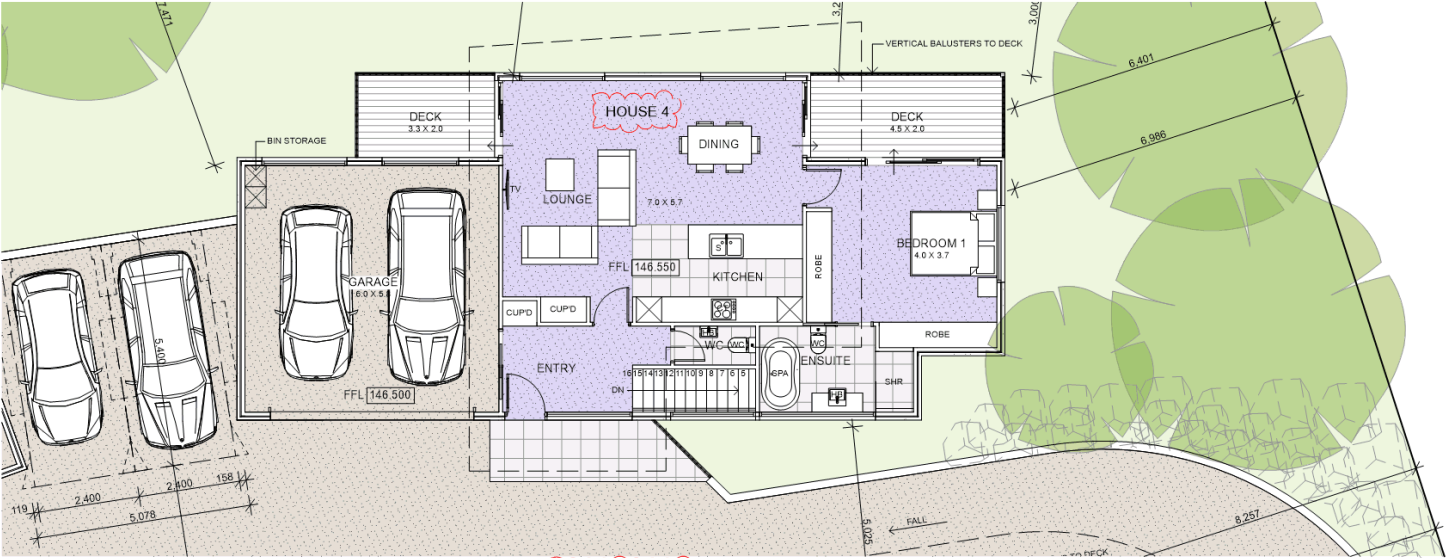 7.471
3,2
3,000
VERTICAL BALUSTERS TO DECK
6,401
HOUSE 4
DECK
3.3 X 2.0
DECK
4.5 X 2.0
BIN STORAGE
DINING
6,986
TV
LOUNGE
7.0 X 6.7
BEDROOM 1
4.0 X 3.7
S
ROBE
FFL 146.550
KITCHEN
GARAGE
6.0 X 5.
CUP'D
CUP'D
ROBE
HB
WC
WC
WC
ENSUITE
ENTRY
SPA
SHR
16 15 14 13 12 11 10 9 8 7 6 5
DN
HB
5,400
FFL 146.500
2,400
2,400
158
119
5,078
5,025
FALL
8,257
TO DECK